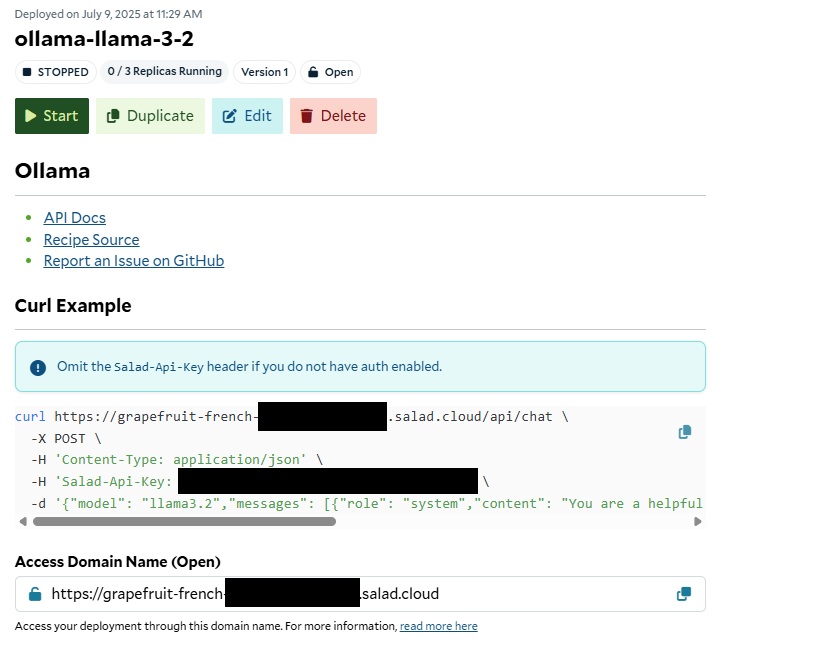 Deployed on July 9, 2025 at 11:29 AM
ollama-llama-3-2
STOPPED 0 / 3 Replicas Running Version 1 Open
Start Duplicate Edit Delete
Ollama
API Docs
Recipe Source
Report an Issue on GitHub
Curl Example
Omit the Salad-Api-Key header if you do not have auth enabled.
curl https://grapefruit-french- .salad.cloud/api/chat \
-X POST \
-H 'Content-Type: application/json' \
-H 'Salad-Api-Key: \
-d '{"model": "llama3.2","messages": [{"role": "system","content": "You are a helpful
Access Domain Name (Open)
https://grapefruit-french- .salad.cloud
Access your deployment through this domain name. For more information, read more here